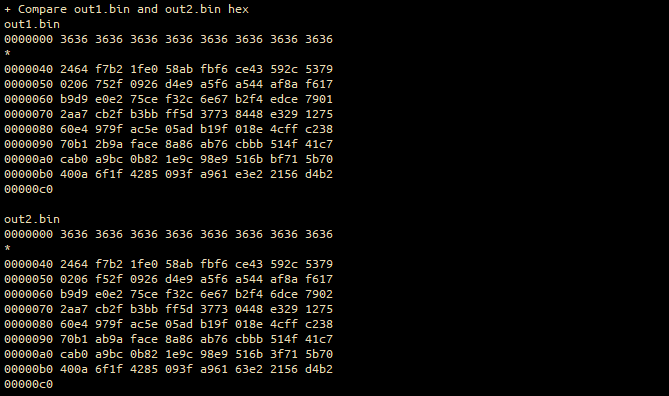 + Compare out1.bin and out2.bin hex
out1.bin
0000000 3636 3636 3636 3636 3636 3636 3636 3636
*
0000040 2464 f7b2 1fe0 58ab fbf6 ce43 592c 5379
0000050 0206 752f 0926 d4e9 a5f6 a544 af8a f617
0000060 b9d9 e0e2 75ce f32c 6e67 b2f4 edce 7901
0000070 2aa7 cb2f b3bb ff5d 3773 8448 e329 1275
0000080 60e4 979f ac5e 05ad b19f 018e 4cff c238
0000090 70b1 2b9a face 8a86 ab76 cbbb 514f 41c7
00000a0 cab0 a9bc 0b82 1e9c 98e9 516b bf71 5b70
00000b0 400a 6f1f 4285 093f a961 e3e2 2156 d4b2
00000c0
out2.bin
0000000 3636 3636 3636 3636 3636 3636 3636 3636
*
0000040 2464 f7b2 1fe0 58ab fbf6 ce43 592c 5379
0000050 0206 f52f 0926 d4e9 a5f6 a544 af8a f617
0000060 b9d9 e0e2 75ce f32c 6e67 b2f4 6dce 7902
0000070 2aa7 cb2f b3bb ff5d 3773 0448 e329 1275
0000080 60e4 979f ac5e 05ad b19f 018e 4cff c238
0000090 70b1 ab9a face 8a86 ab76 cbbb 514f 41c7
00000a0 cab0 a9bc 0b82 1e9c 98e9 516b 3f71 5b70
00000b0 400a 6f1f 4285 093f a961 63e2 2156 d4b2
00000c0